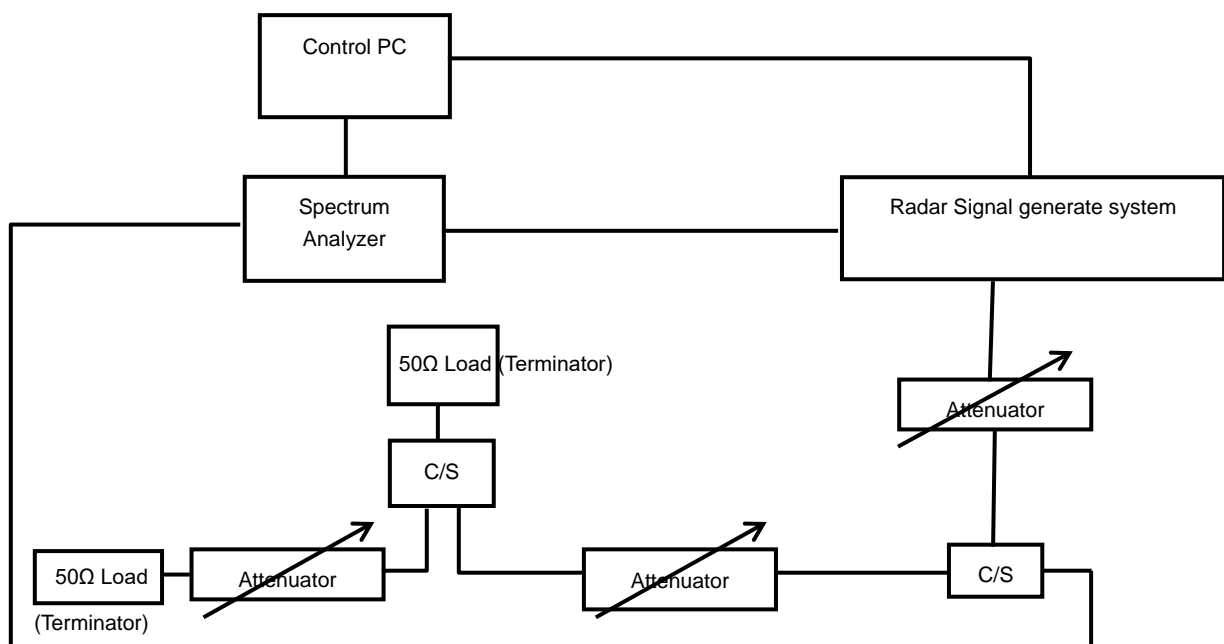 Control PC
Spectrum
Analyzer
Radar Signal generate system
50Ω Load (Terminator)
Attenuator
C/S
50Ω Load
(Terminator)
Attenuator
Attenuator
C/S